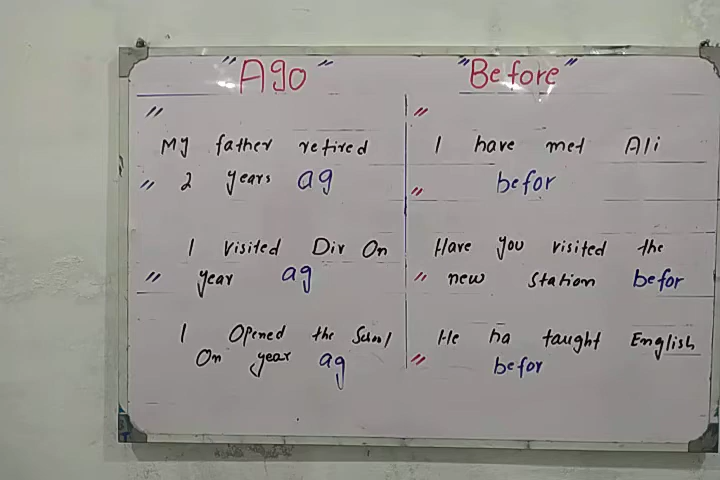 "Ago"
"Before"
My father retired
2 years ag
I visited Dir On
year ag
I Opened the School
On year ag
I have met Ali
befor
Have you visited the
new station befor
He ha taught English
befor